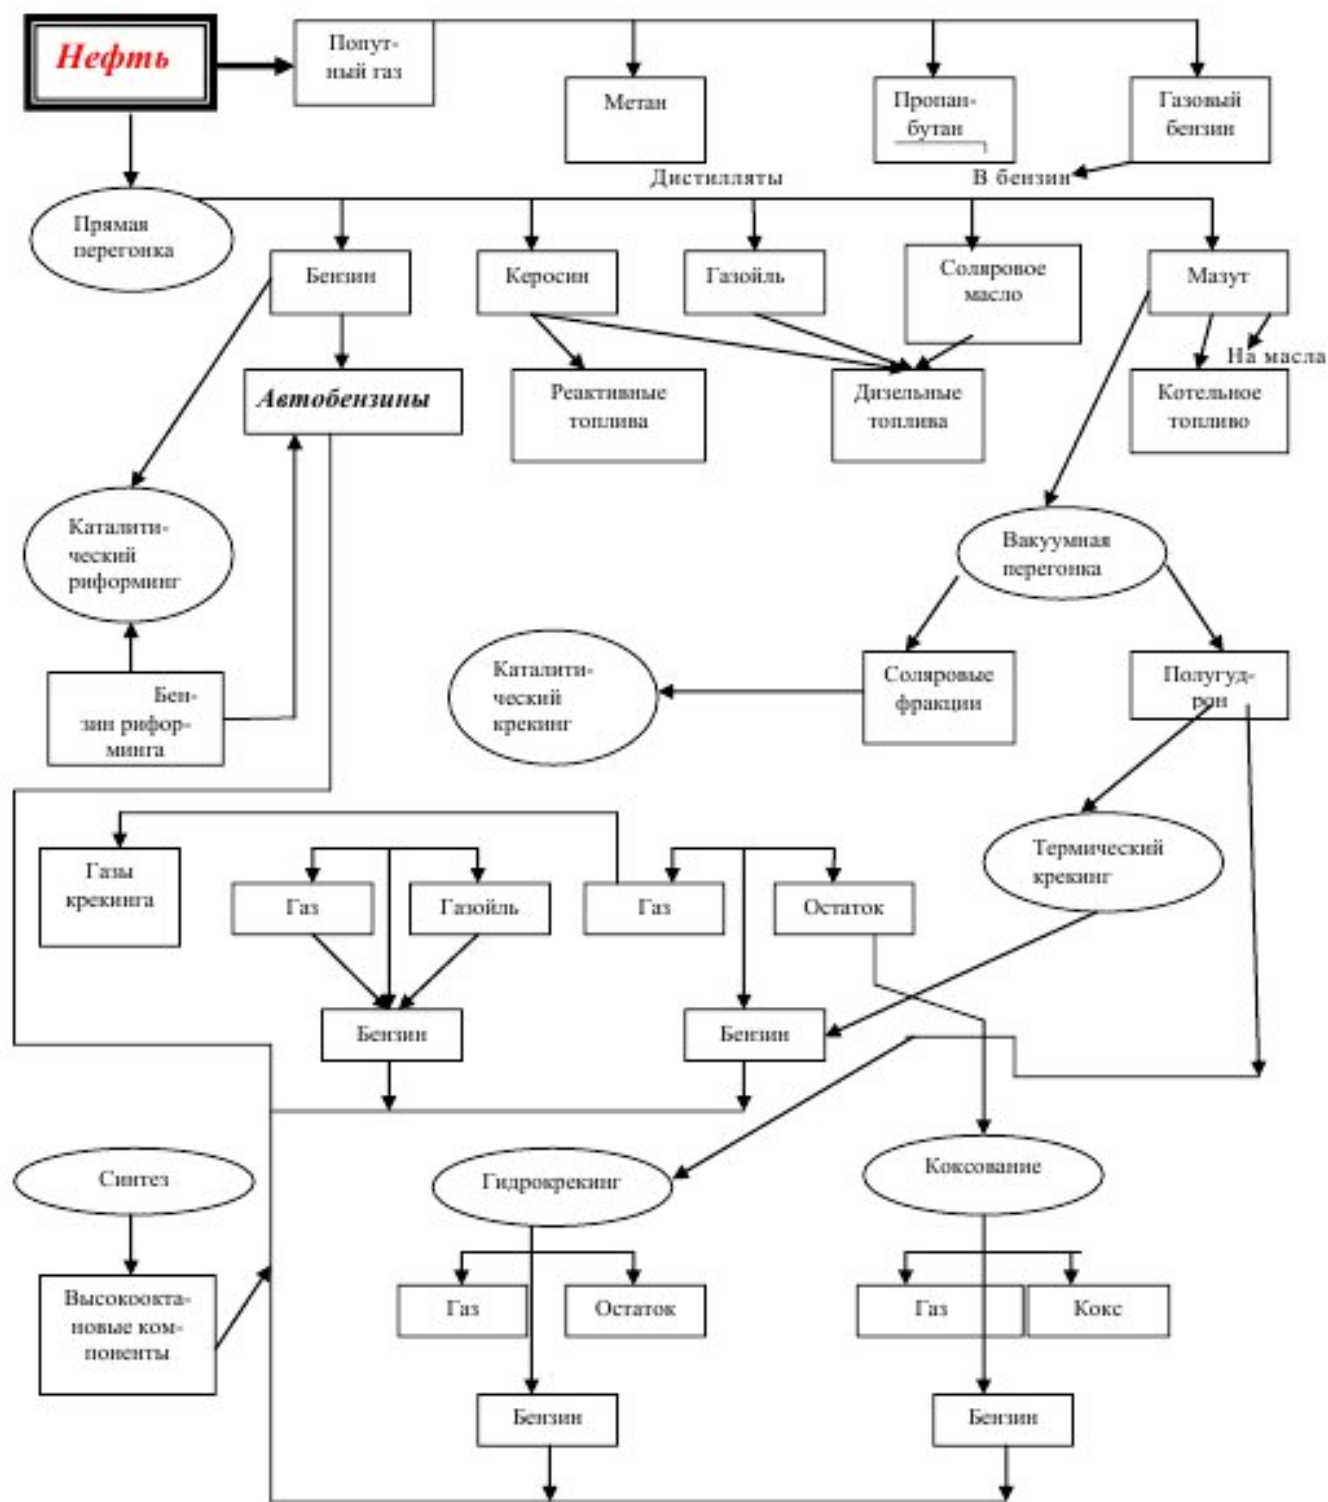 Нефть
Попут-
ный газ
Метан
Пропан-
бутан
Газовый
бензин
Дистилляты
В бензин
Прямая
перегонка
Бензин
Керосин
Газойль
Соляровое
масло
Мазут
На масла
Автобензины
Реактивные
топлива
Дизельные
топлива
Котельное
топливо
Каталити-
ческий
риформинг
Вакуумная
перегонка
Бен-
зин рифор-
минга
Каталити-
ческий
крекинг
Соляровые
фракции
Полугуд-
рон
Термический
крекинг
Газы
крекинга
Газ
Газойль
Газ
Остаток
Бензин
Бензин
Синтез
Гидрокрекинг
Коксование
Высокоокта-
новые ком-
поненты
Газ
Остаток
Газ
Кокс
Бензин
Бензин